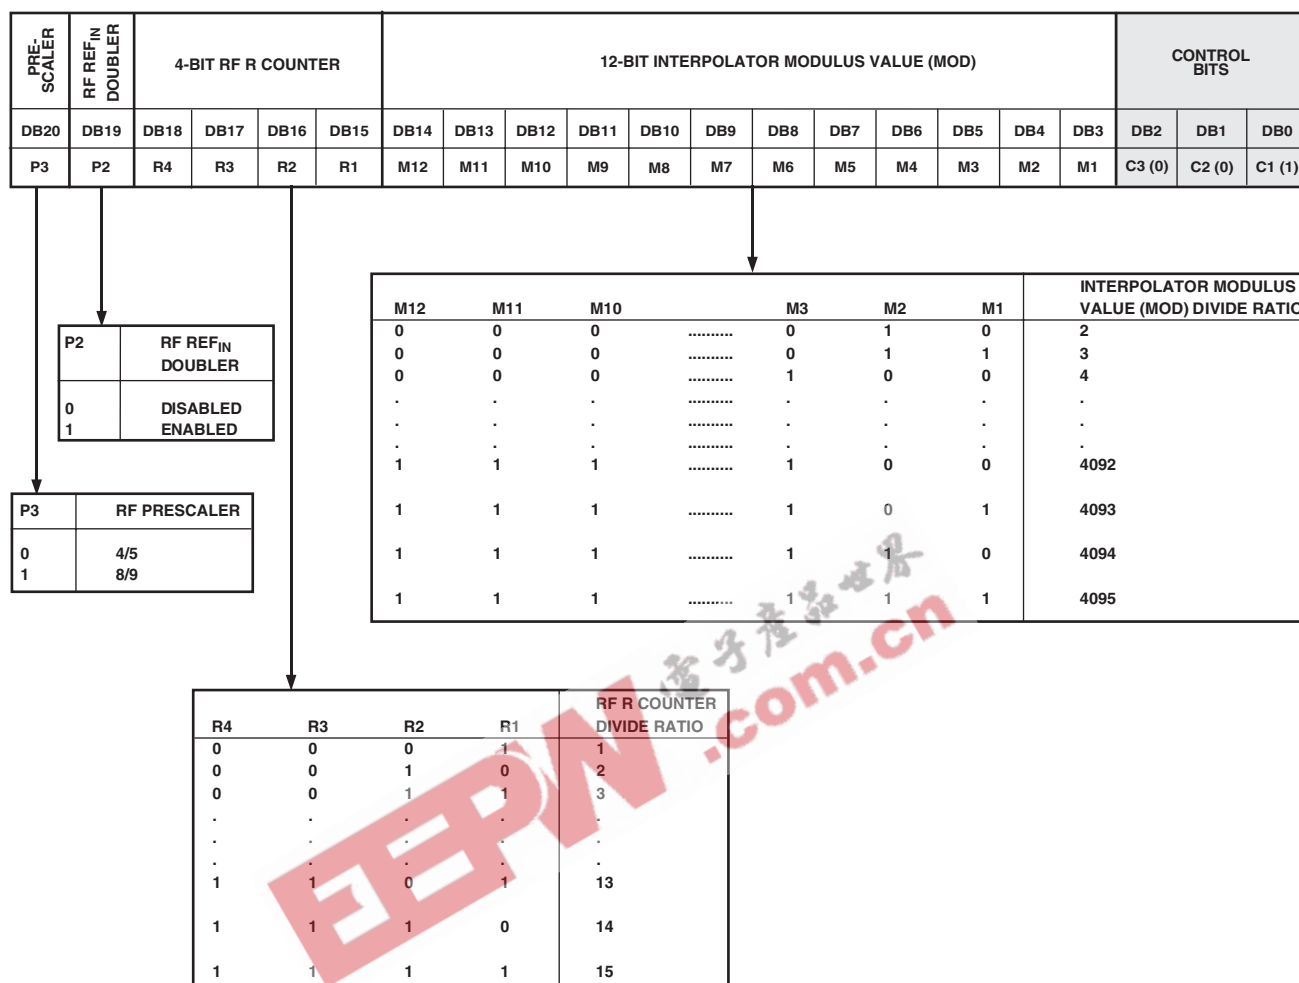 PRE-
SCALER
RF REFIN
DOUBLER
4-BIT RF R COUNTER
12-BIT INTERPOLATOR MODULUS VALUE (MOD)
CONTROL
BITS
DB20 DB19 DB18 DB17 DB16 DB15 DB14 DB13 DB12 DB11 DB10 DB9 DB8 DB7 DB6 DB5 DB4 DB3 DB2 DB1 DB0
P3 P2 R4 R3 R2 R1 M12 M11 M10 M9 M8 M7 M6 M5 M4 M3 M2 M1 C3 (0) C2 (0) C1 (1)
INTERPOLATOR MODULUS
M12 M11 M10 M3 M2 M1 VALUE (MOD) DIVIDE RATIO
0 0 0 .......... 0 1 0 2
0 0 0 .......... 0 1 1 3
0 0 0 .......... 1 0 0 4
. . . .......... . . . .
. . . .......... . . . .
. . . .......... . . . .
1 1 1 .......... 1 0 0 4092
1 1 1 .......... 1 0 1 4093
1 1 1 .......... 1 1 0 4094
1 1 1 .......... 1 1 1 4095
P2 RF REFIN
DOUBLER
0 DISABLED
1 ENABLED
P3 RF PRESCALER
0 4/5
1 8/9
RF R COUNTER
R4 R3 R2 R1 DIVIDE RATIO
0 0 0 1 1
0 0 1 0 2
0 0 1 1 3
. . . . .
. . . . .
. . . . .
1 1 0 1 13
1 1 1 0 14
1 1 1 1 15
EEPW
電子産品世界
.com.cn